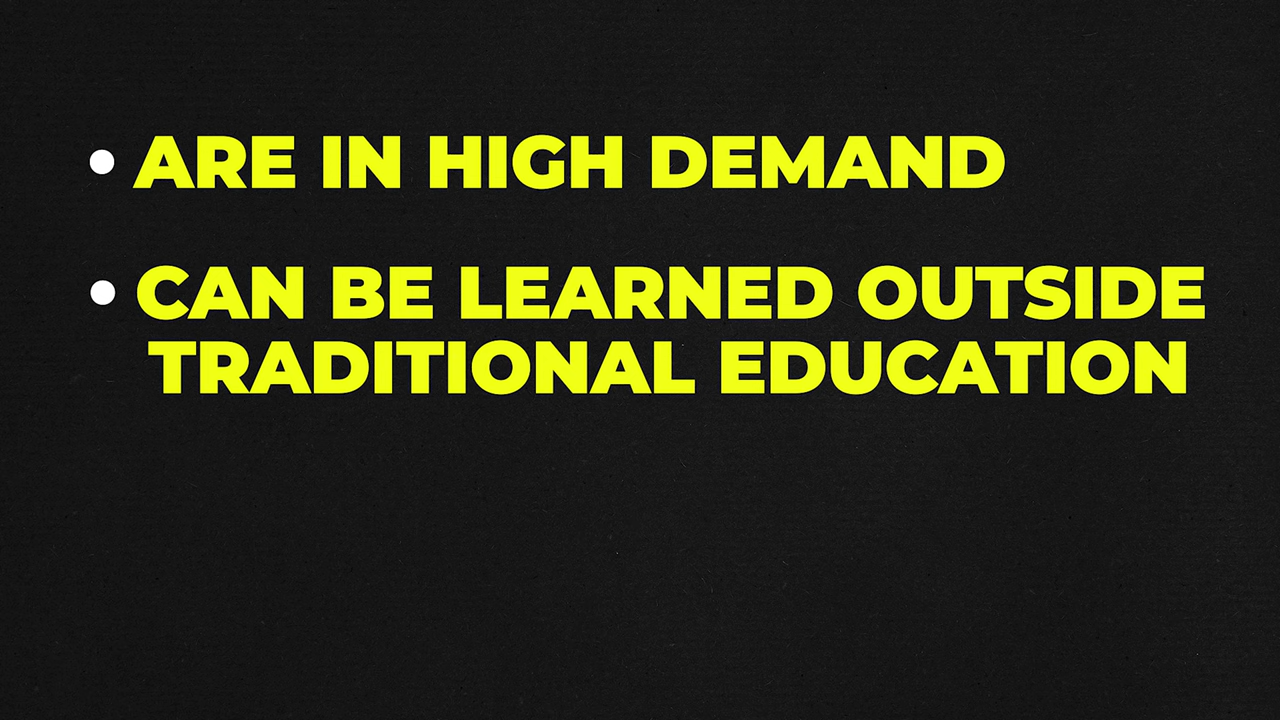 • ARE IN HIGH DEMAND
• CAN BE LEARNED OUTSIDE
TRADITIONAL EDUCATION